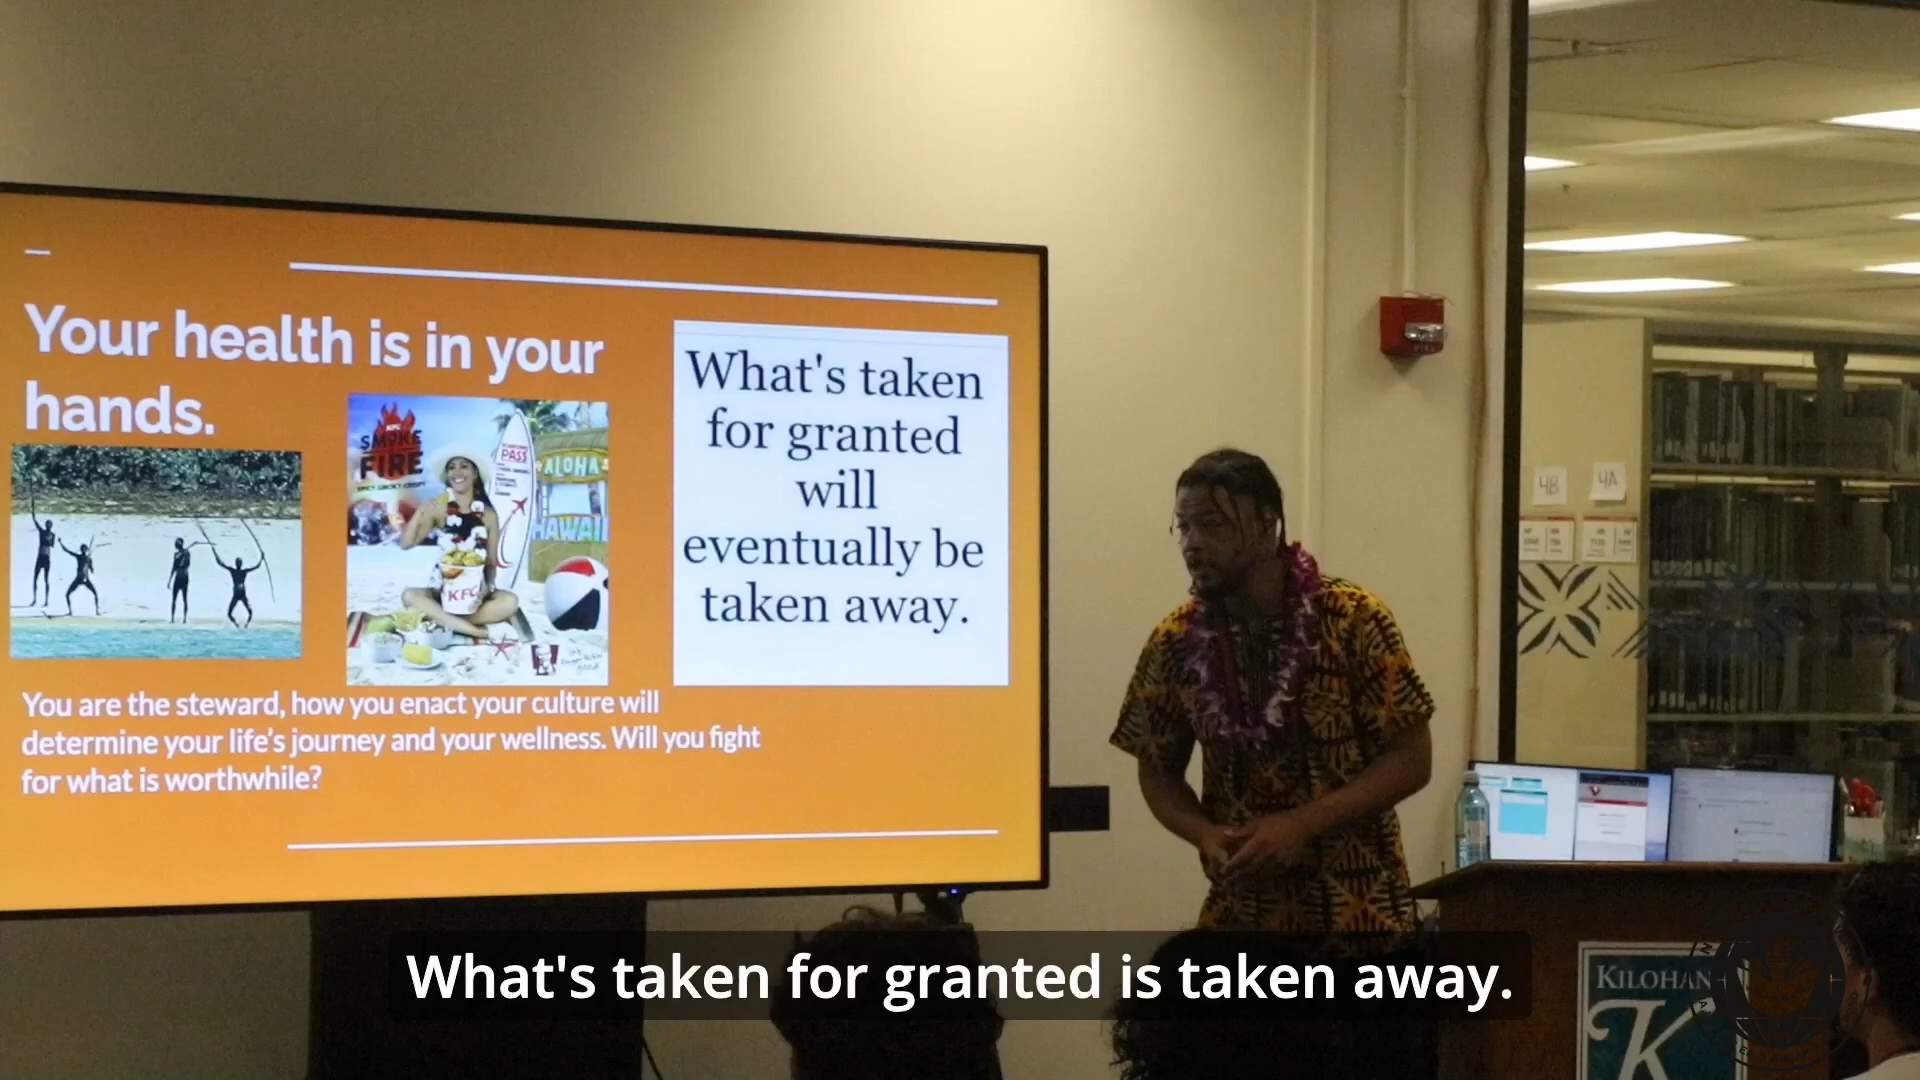 Your health is in your
hands.
KFC
SMOKE
FIRE
PASS
ALOHA
HAWAII
KFC
What's taken
for granted
will
eventually be
taken away.
You are the steward, how you enact your culture will
determine your life's journey and your wellness. Will you fight
for what is worthwhile?
4B
4A
FIRE
What's taken for granted is taken away.
KILOHAN
K